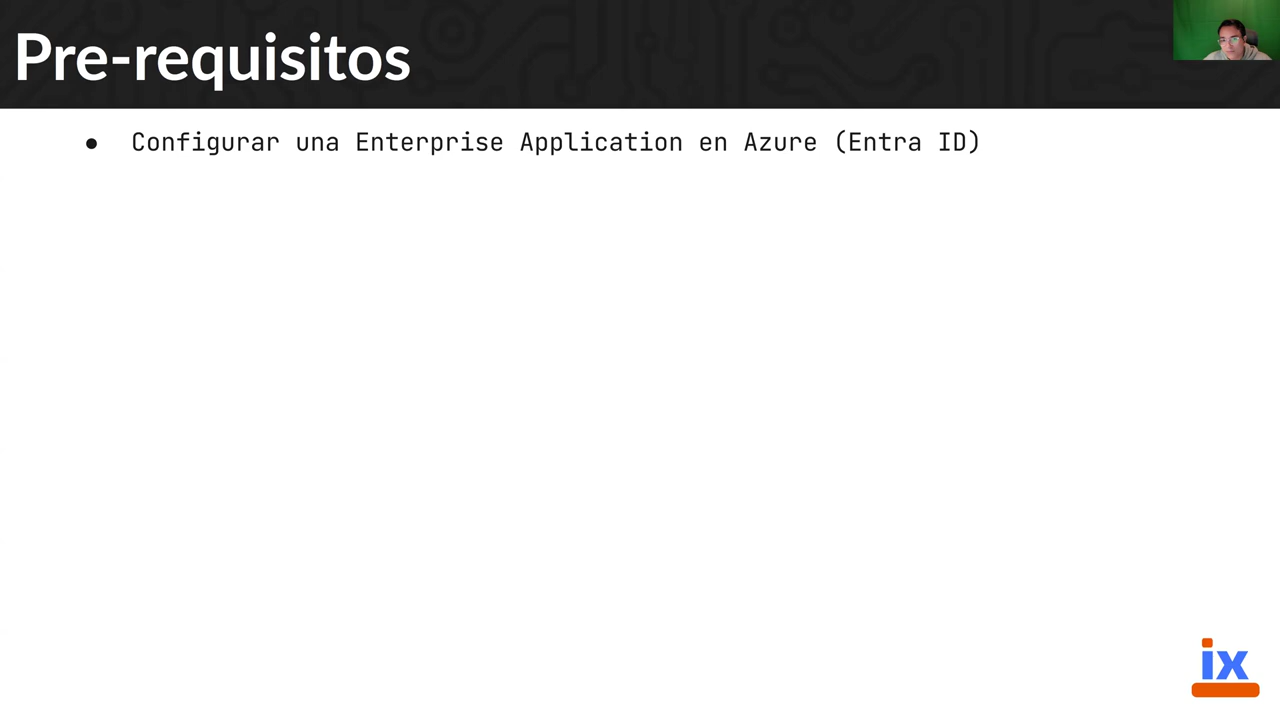 Pre-requisitos
● Configurar una Enterprise Application en Azure (Entra ID)
ix